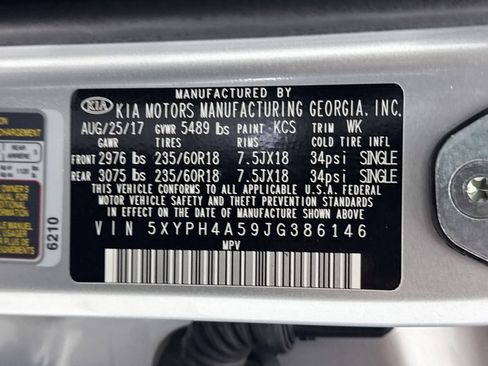 MANUFACTURED BY
KIA KIA MOTORS MANUFACTURING GEORGIA, INC.
AUG/25/17 GVWR 5489 lbs PAINT KCS TRIM WK
GAWR TIRES RIMS COLD TIRE INFL
FRONT 2976 lbs 235/60R18 7.5JX18 34psi SINGLE
REAR 3075 lbs 235/60R18 7.5JX18 34psi SINGLE
THIS VEHICLE CONFORMS TO ALL APPLICABLE U.S.A. FEDERAL
MOTOR VEHICLE SAFETY STANDARDS IN EFFECT ON
THE DATE OF MANUFACTURE SHOWN ABOVE.
VIN 5XYPH4A59JG386146
MPV
6210
REAR